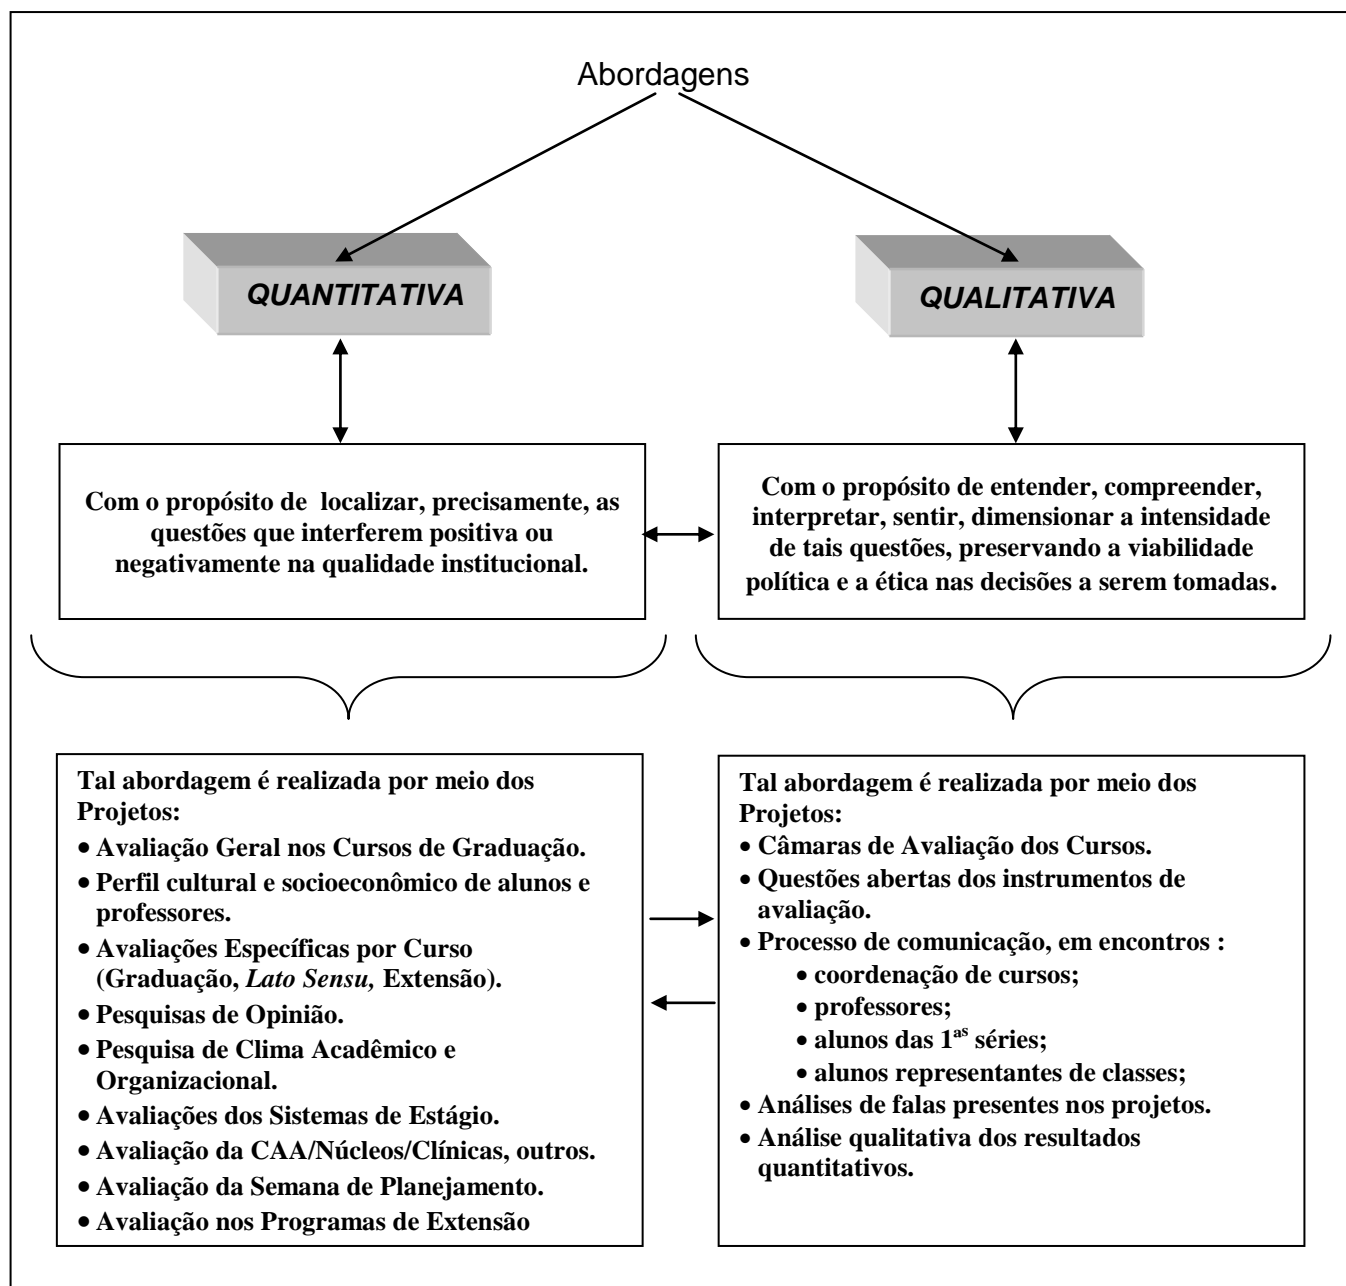 Abordagens
QUANTITATIVA
QUALITATIVA
Com o propósito de localizar, precisamente, as
questões que interferem positiva ou
negativamente na qualidade institucional.
Com o propósito de entender, compreender,
interpretar, sentir, dimensionar a intensidade
de tais questões, preservando a viabilidade
política e a ética nas decisões a serem tomadas.
Tal abordagem é realizada por meio dos
Projetos:
• Avaliação Geral nos Cursos de Graduação.
• Perfil cultural e socioeconômico de alunos e
professores.
• Avaliações Específicas por Curso
(Graduação, Lato Sensu, Extensão).
• Pesquisas de Opinião.
• Pesquisa de Clima Acadêmico e
Organizacional.
• Avaliações dos Sistemas de Estágio.
• Avaliação da CAA/Núcleos/Clínicas, outros.
• Avaliação da Semana de Planejamento.
• Avaliação nos Programas de Extensão
Tal abordagem é realizada por meio dos
Projetos:
• Câmaras de Avaliação dos Cursos.
• Questões abertas dos instrumentos de
avaliação.
• Processo de comunicação, em encontros :
• coordenação de cursos;
• professores;
• alunos das 1as séries;
• alunos representantes de classes;
• Análises de falas presentes nos projetos.
• Análise qualitativa dos resultados
quantitativos.